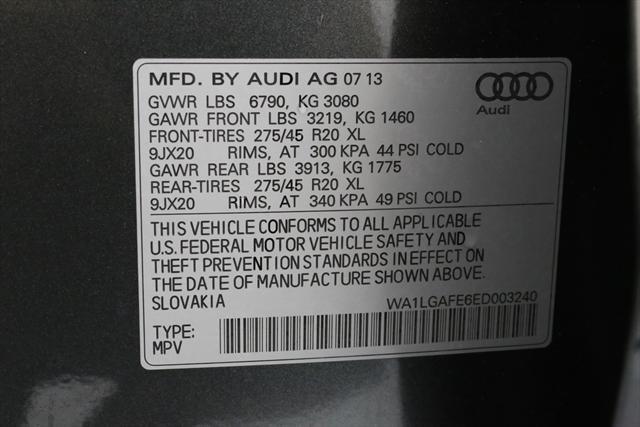 MFD. BY AUDI AG 07 13
GVWR LBS 6790, KG 3080
GAWR FRONT LBS 3219, KG 1460
FRONT-TIRES 275/45 R20 XL
9JX20 RIMS, AT 300 KPA 44 PSI COLD
GAWR REAR LBS 3913, KG 1775
REAR-TIRES 275/45 R20 XL
9JX20 RIMS, AT 340 KPA 49 PSI COLD
Audi
THIS VEHICLE CONFORMS TO ALL APPLICABLE
U.S. FEDERAL MOTOR VEHICLE SAFETY AND
THEFT PREVENTION STANDARDS IN EFFECT ON
THE DATE OF MANUFACTURE SHOWN ABOVE.
SLOVAKIA WA1LGAFE6ED003240
TYPE:
MPV